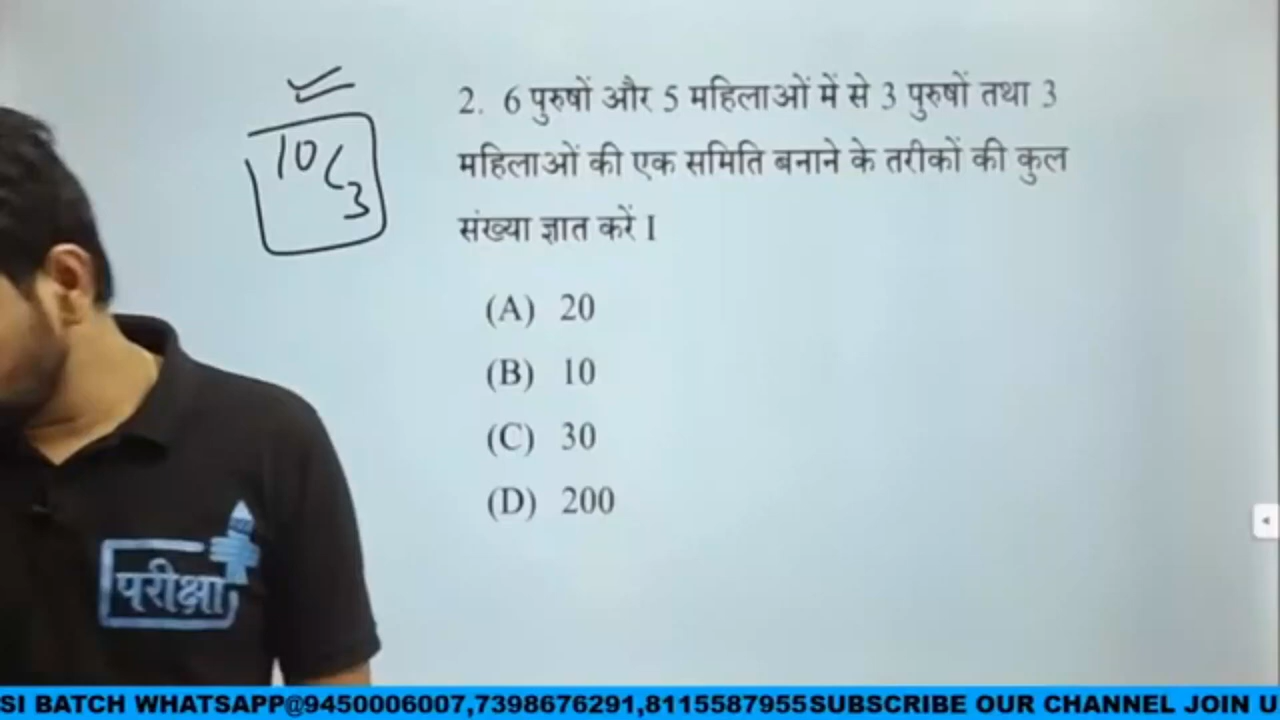 10C3
2. 6 पुरुषों और 5 महिलाओं में से 3 पुरुषों तथा 3
महिलाओं की एक समिति बनाने के तरीकों की कुल
संख्या ज्ञात करें I
(A) 20
(B) 10
(C) 30
(D) 200
परीक्षा
SI BATCH WHATSAPP@9450006007,7398676291,8115587955SUBSCRIBE OUR CHANNEL JOIN U